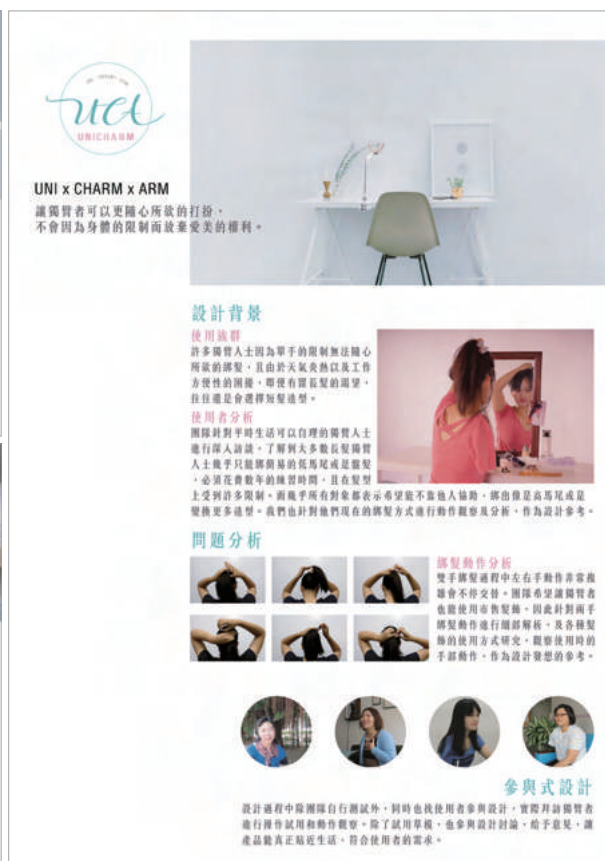 UCA
UNICHARM
UNI x CHARM x ARM
讓獨臂者可以更隨心所欲的打扮，
不會因為身體的限制而放棄愛美的權利。
設計背景
使用族群
許多獨臂人士因為單手的限制無法隨心
所欲的綁髮，且由於天氣炎熱以及工作
方便性的困擾，即便有留長髮的渴望，
往往還是會選擇短髮造型。
使用者分析
團隊針對平時生活可以自理的獨臂人士
進行深入訪談，了解到大多數長髮獨臂
人士幾乎只能綁簡易的低馬尾或是盤髮
，必須花費數年的練習時間，且在髮型
上受到許多限制。而幾乎所有對象都表示希望能不靠他人協助，綁出像是高馬尾或是
變換更多造型。我們也針對他們現在的綁髮方式進行動作觀察及分析，作為設計參考。
問題分析
綁髮動作分析
雙手綁髮過程中左右手動作非常複
雜會不停交替。團隊希望讓獨臂者
也能使用市售髮飾，因此針對兩手
綁髮動作進行細部解析，及各種髮
飾的使用方式研究，觀察使用時的
手部動作，作為設計發想的參考。
參與式設計
設計過程中除團隊自行測試外，同時也找使用者參與設計，實際拜訪獨臂者
進行操作試用和動作觀察。除了試用草模，也參與設計討論，給予意見，讓
產品能真正貼近生活，符合使用者的需求。